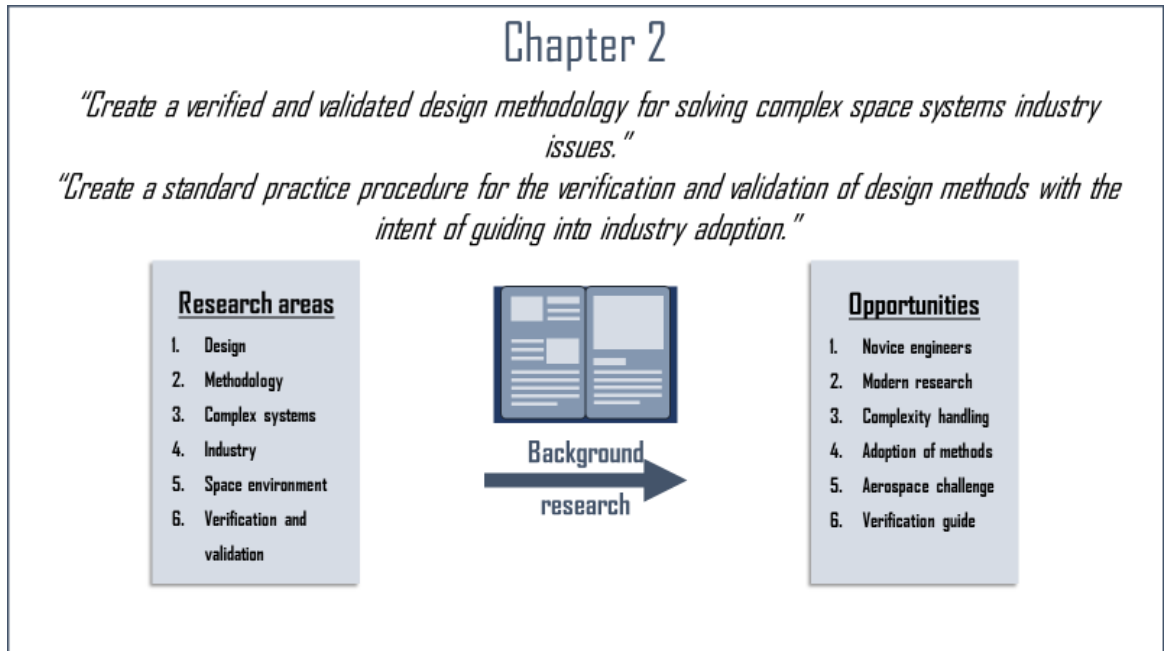 Chapter 2
“Create a verified and validated design methodology for solving complex space systems industry
issues.”
“Create a standard practice procedure for the verification and validation of design methods with the
intent of guiding into industry adoption.”
Research areas
1. Design
2. Methodology
3. Complex systems
4. Industry
5. Space environment
6. Verification and
validation
Background
research
Opportunities
1. Novice engineers
2. Modern research
3. Complexity handling
4. Adoption of methods
5. Aerospace challenge
6. Verification guide